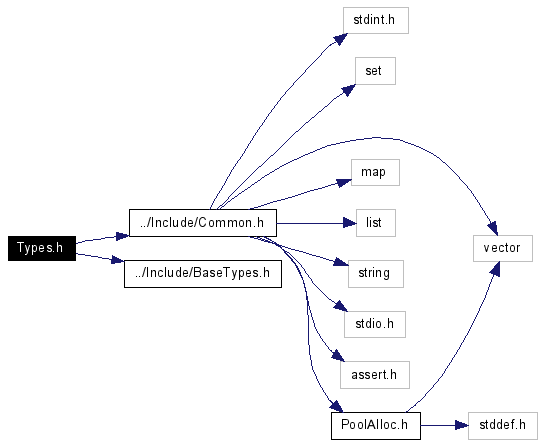 stdint.h
set
map
../Include/Common.h
list
Types.h
vector
../Include/BaseTypes.h
string
stdio.h
assert.h
PoolAlloc.h
stddef.h